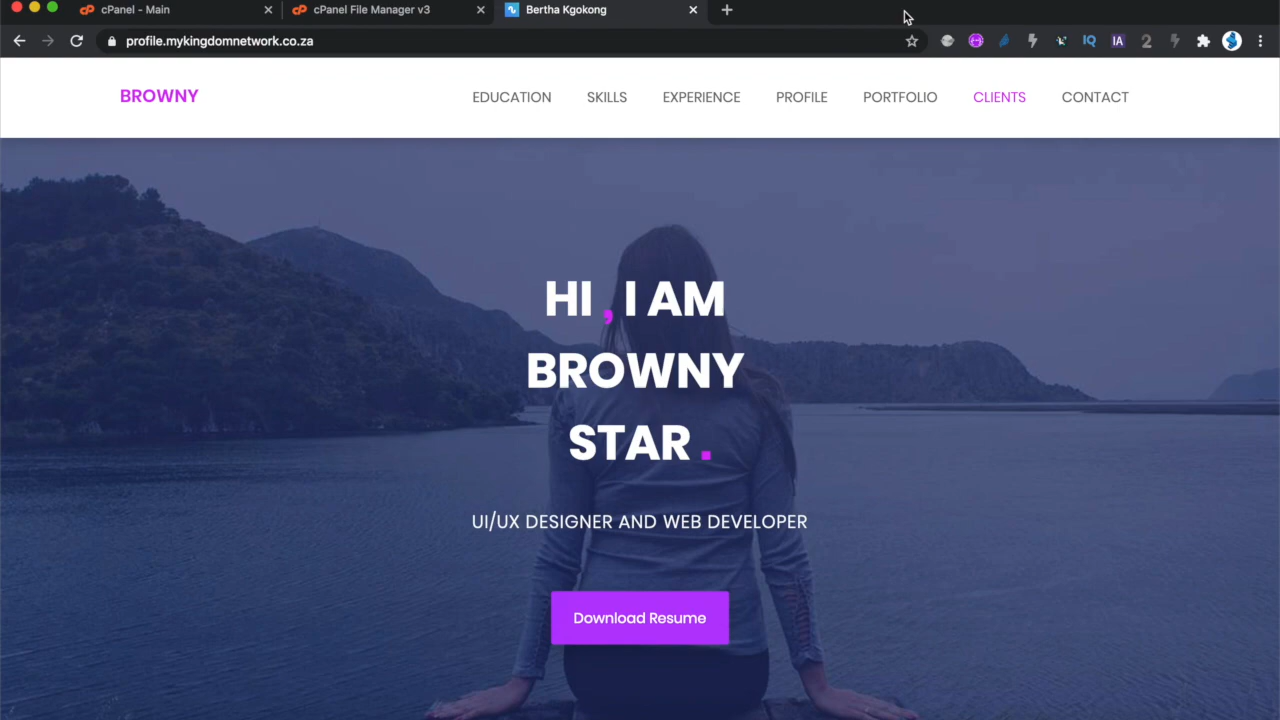 cPanel - Main
cPanel File Manager v3
Bertha Kgokong
profile.mykingdomnetwork.co.za
IQ
IA
2
BROWNY
EDUCATION
SKILLS
EXPERIENCE
PROFILE
PORTFOLIO
CLIENTS
CONTACT
HI , I AM
BROWNY
STAR .
UI/UX DESIGNER AND WEB DEVELOPER
Download Resume